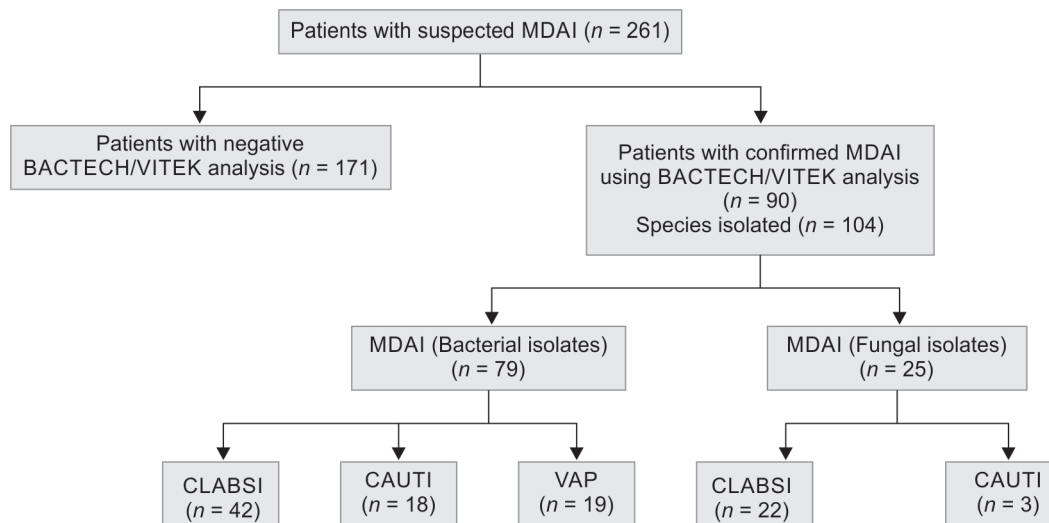 Patients with suspected MDAI (n = 261)
Patients with negative
BACTECH/VITEK analysis (n = 171)
Patients with confirmed MDAI
using BACTECH/VITEK analysis
(n = 90)
Species isolated (n = 104)
MDAI (Bacterial isolates)
(n = 79)
MDAI (Fungal isolates)
(n = 25)
CLABSI
(n = 42)
CAUTI
(n = 18)
VAP
(n = 19)
CLABSI
(n = 22)
CAUTI
(n = 3)